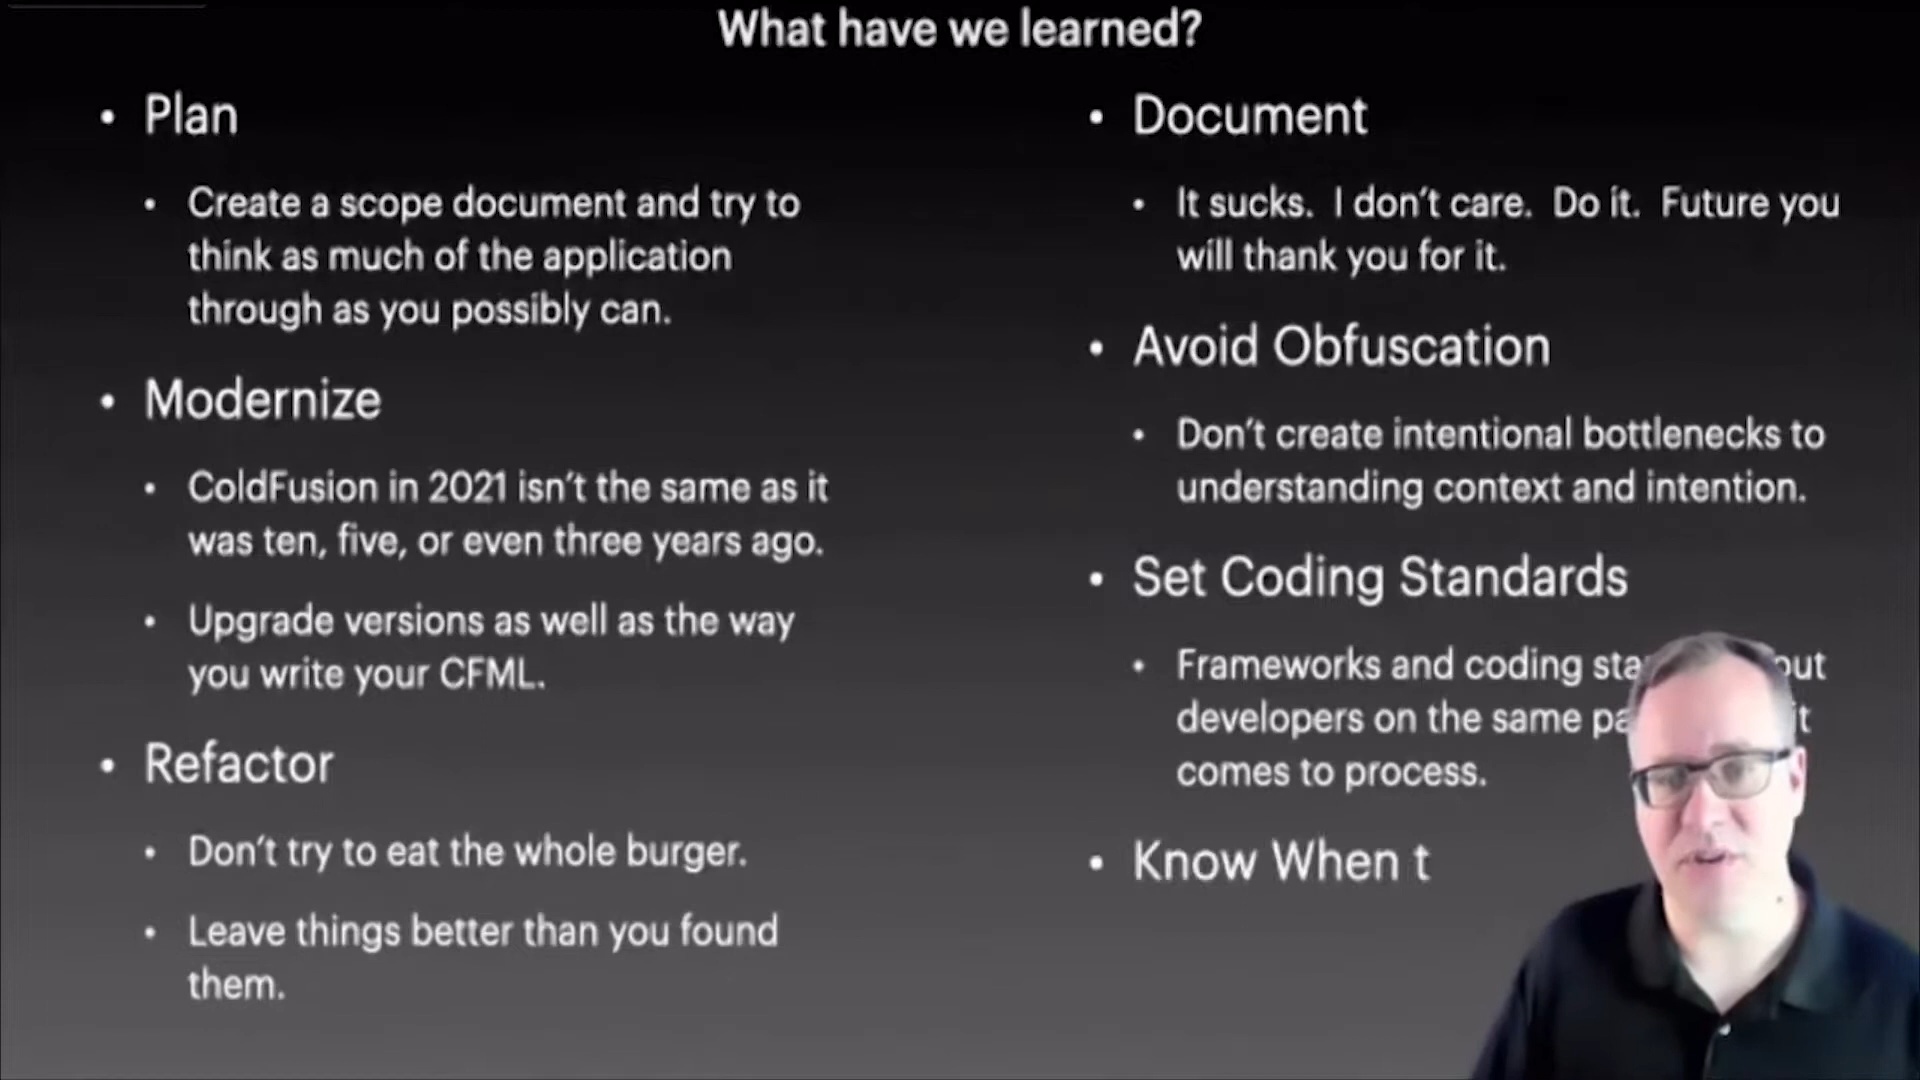 What have we learned?
• Plan
• Create a scope document and try to
think as much of the application
through as you possibly can.
• Modernize
• ColdFusion in 2021 isn't the same as it
was ten, five, or even three years ago.
• Upgrade versions as well as the way
you write your CFML.
• Refactor
• Don't try to eat the whole burger.
• Leave things better than you found
them.
• Document
• It sucks. I don't care. Do it. Future you
will thank you for it.
• Avoid Obfuscation
• Don't create intentional bottlenecks to
understanding context and intention.
• Set Coding Standards
• Frameworks and coding
developers on the same
comes to process.
• Know When t